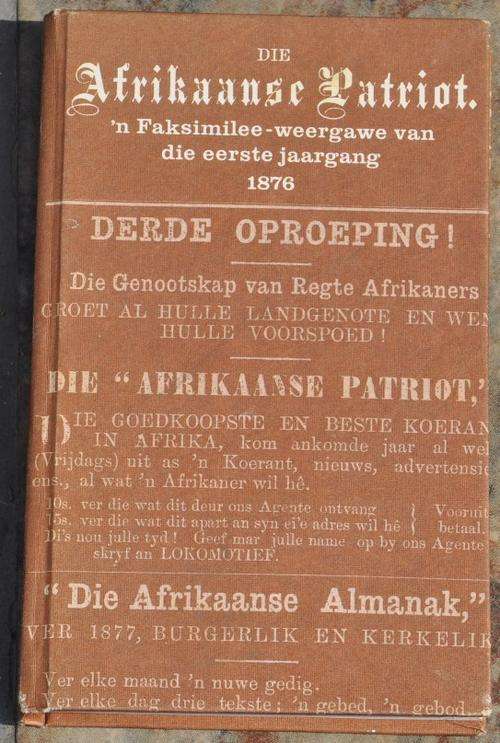 DIE
Afrikaanse Patriot.
'n Faksimilee-weergawe van
die eerste jaargang
1876
DERDE OPROEPING!
Die Genootskap van Regte Afrikaners
GROET AL HULLE LANDGENOTE EN WEN
HULLE VOORSPOED!
DIE "AFRIKAANSE PATRIOT,"
DIE GOEDKOOPSTE EN BESTE KOERAN
IN AFRIKA, kom ankomde jaar al wel
(Vrijdags) uit as 'n Koerant, nieuws, advertensie
ens., al wat 'n Afrikaner wil hê.
10s. ver die wat dit deur ons Agente ontvang } Vooruit
15s. ver die wat dit apart an syn ei'e adres wil hê } betaal.
Di's nou julle tyd! Geef mar julle name op by ons Agente
skryf an LOKOMOTIEF.
"Die Afrikaanse Almanak,"
VER 1877, BURGERLIK EN KERKELIK
Ver elke maand 'n nuwe gedig.
Ver elke dag drie tekste; 'n gebed, 'n gebod,